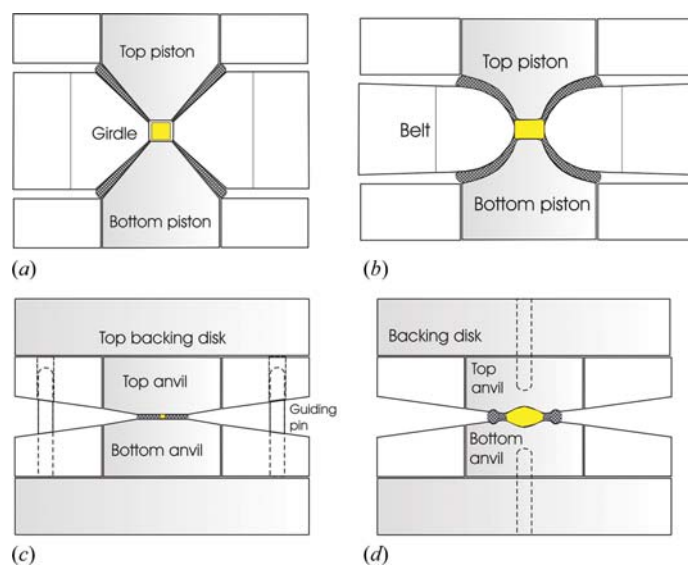 Top piston
Girdle
Bottom piston
(a)
Top piston
Belt
Bottom piston
(b)
Top backing disk
Top anvil
Guiding
pin
Bottom anvil
(c)
Backing disk
Top
anvil
Bottom
anvil
(d)